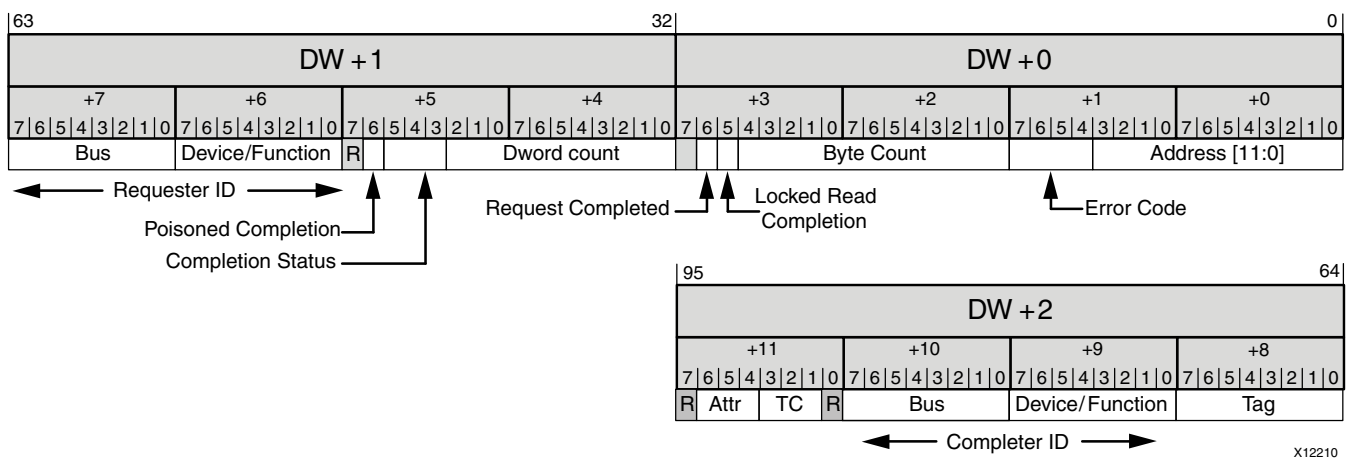 63 32 0
DW +1 DW +0
+7 +6 +5 +4 +3 +2 +1 +0
7 6 5 4 3 2 1 0 7 6 5 4 3 2 1 0 7 6 5 4 3 2 1 0 7 6 5 4 3 2 1 0 7 6 5 4 3 2 1 0 7 6 5 4 3 2 1 0 7 6 5 4 3 2 1 0 7 6 5 4 3 2 1 0
Bus Device/Function R Dword count Byte Count Address [11:0]
Requester ID
Poisoned Completion
Completion Status
Request Completed
Locked Read
Completion
Error Code
95 64
DW +2
+11 +10 +9 +8
7 6 5 4 3 2 1 0 7 6 5 4 3 2 1 0 7 6 5 4 3 2 1 0 7 6 5 4 3 2 1 0
R Attr TC R Bus Device/Function Tag
Completer ID
X12210